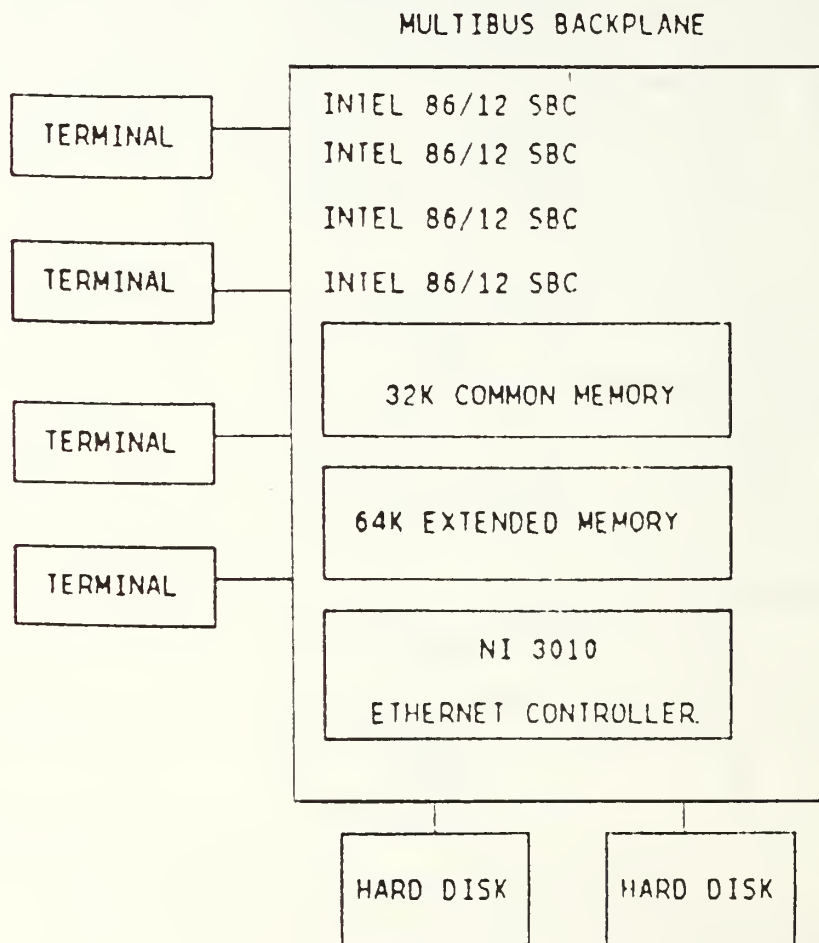 MULTIBUS BACKPLANE
TERMINAL
INTEL 86/12 SBC
INTEL 86/12 SBC
INTEL 86/12 SBC
TERMINAL
INTEL 86/12 SBC
32K COMMON MEMORY
TERMINAL
64K EXTENDED MEMORY
TERMINAL
NI 3010
ETHERNET CONTROLLER.
HARD DISK
HARD DISK